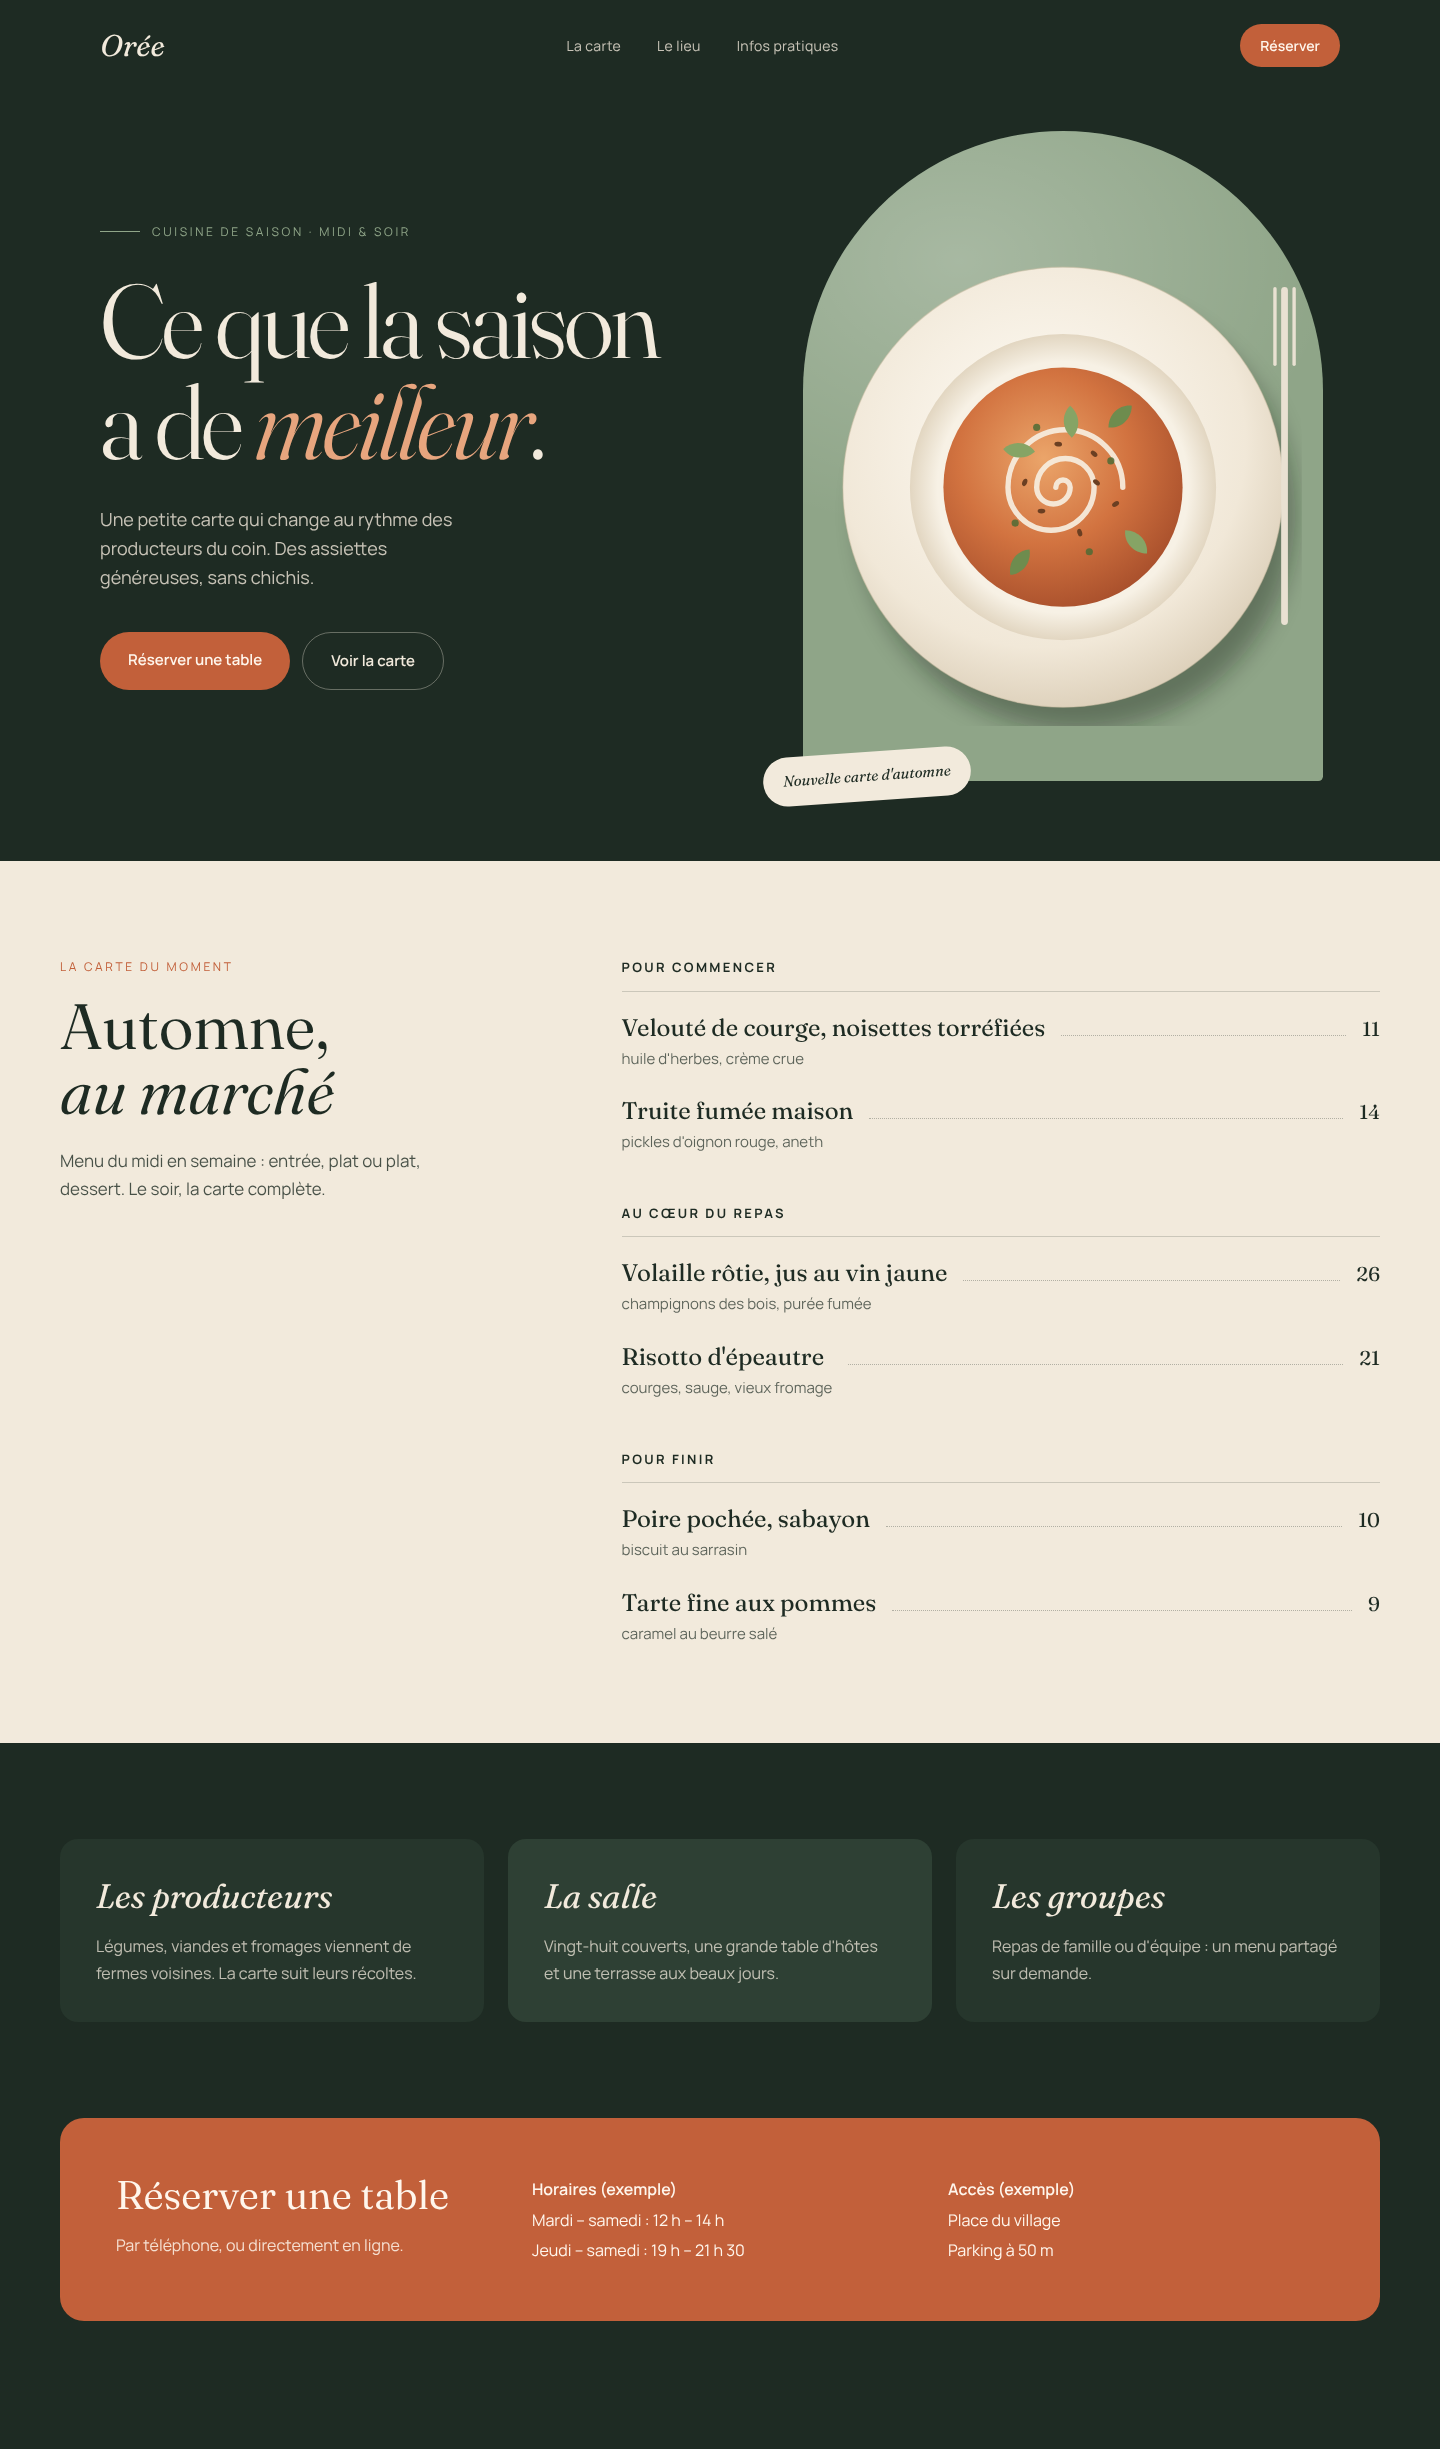 Orée
La carte
Le lieu
Infos pratiques
Réserver
CUISINE DE SAISON · MIDI & SOIR
Ce que la saison
a de meilleur.
Une petite carte qui change au rythme des
producteurs du coin. Des assiettes
généreuses, sans chichis.
Réserver une table
Voir la carte
Nouvelle carte d'automne
LA CARTE DU MOMENT
Automne,
au marché
Menu du midi en semaine : entrée, plat ou plat,
dessert. Le soir, la carte complète.
POUR COMMENCER
Velouté de courge, noisettes torréfiées 11
huile d'herbes, crème crue
Truite fumée maison 14
pickles d'oignon rouge, aneth
AU CŒUR DU REPAS
Volaille rôtie, jus au vin jaune 26
champignons des bois, purée fumée
Risotto d'épeautre 21
courges, sauge, vieux fromage
POUR FINIR
Poire pochée, sabayon 10
biscuit au sarrasin
Tarte fine aux pommes 9
caramel au beurre salé
Les producteurs
Légumes, viandes et fromages viennent de
fermes voisines. La carte suit leurs récoltes.
La salle
Vingt-huit couverts, une grande table d'hôtes
et une terrasse aux beaux jours.
Les groupes
Repas de famille ou d'équipe : un menu partagé
sur demande.
Réserver une table
Par téléphone, ou directement en ligne.
Horaires (exemple)
Mardi – samedi : 12 h – 14 h
Jeudi – samedi : 19 h – 21 h 30
Accès (exemple)
Place du village
Parking à 50 m